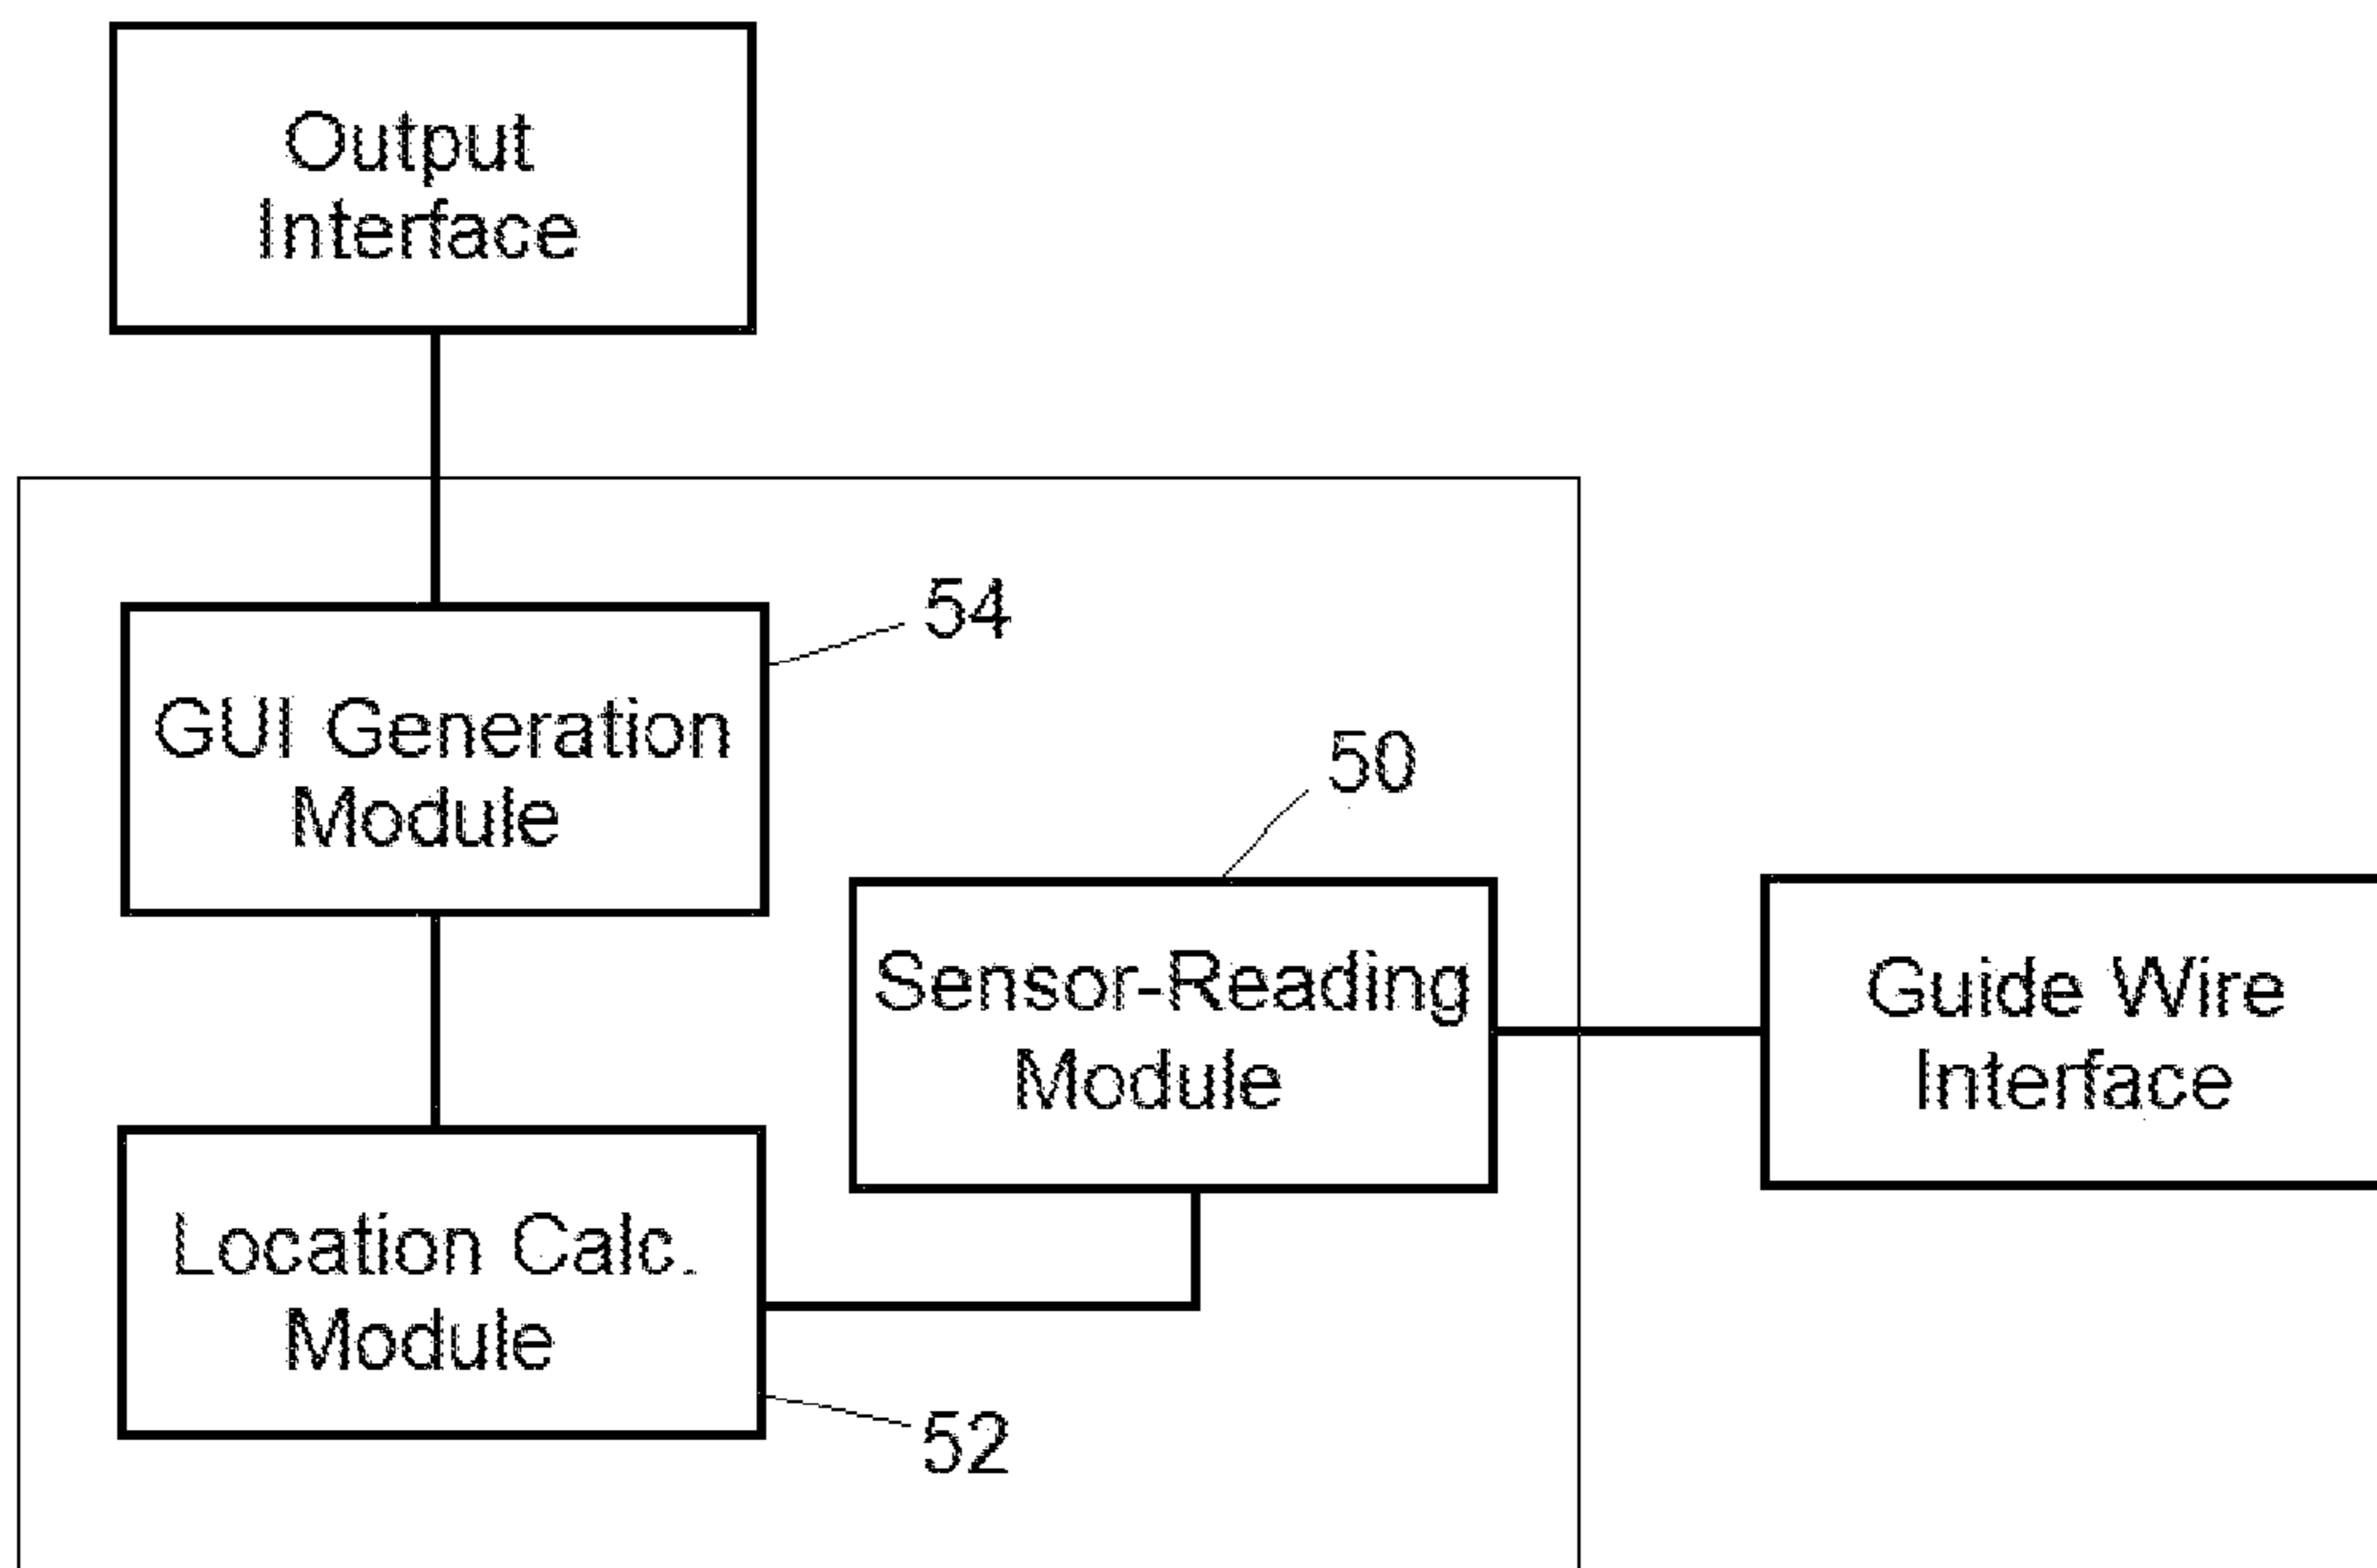 Output
Interface
54
GUI Generation
Module
50
Sensor-Reading
Module
Guide Wire
Interface
Location Calc.
Module
52